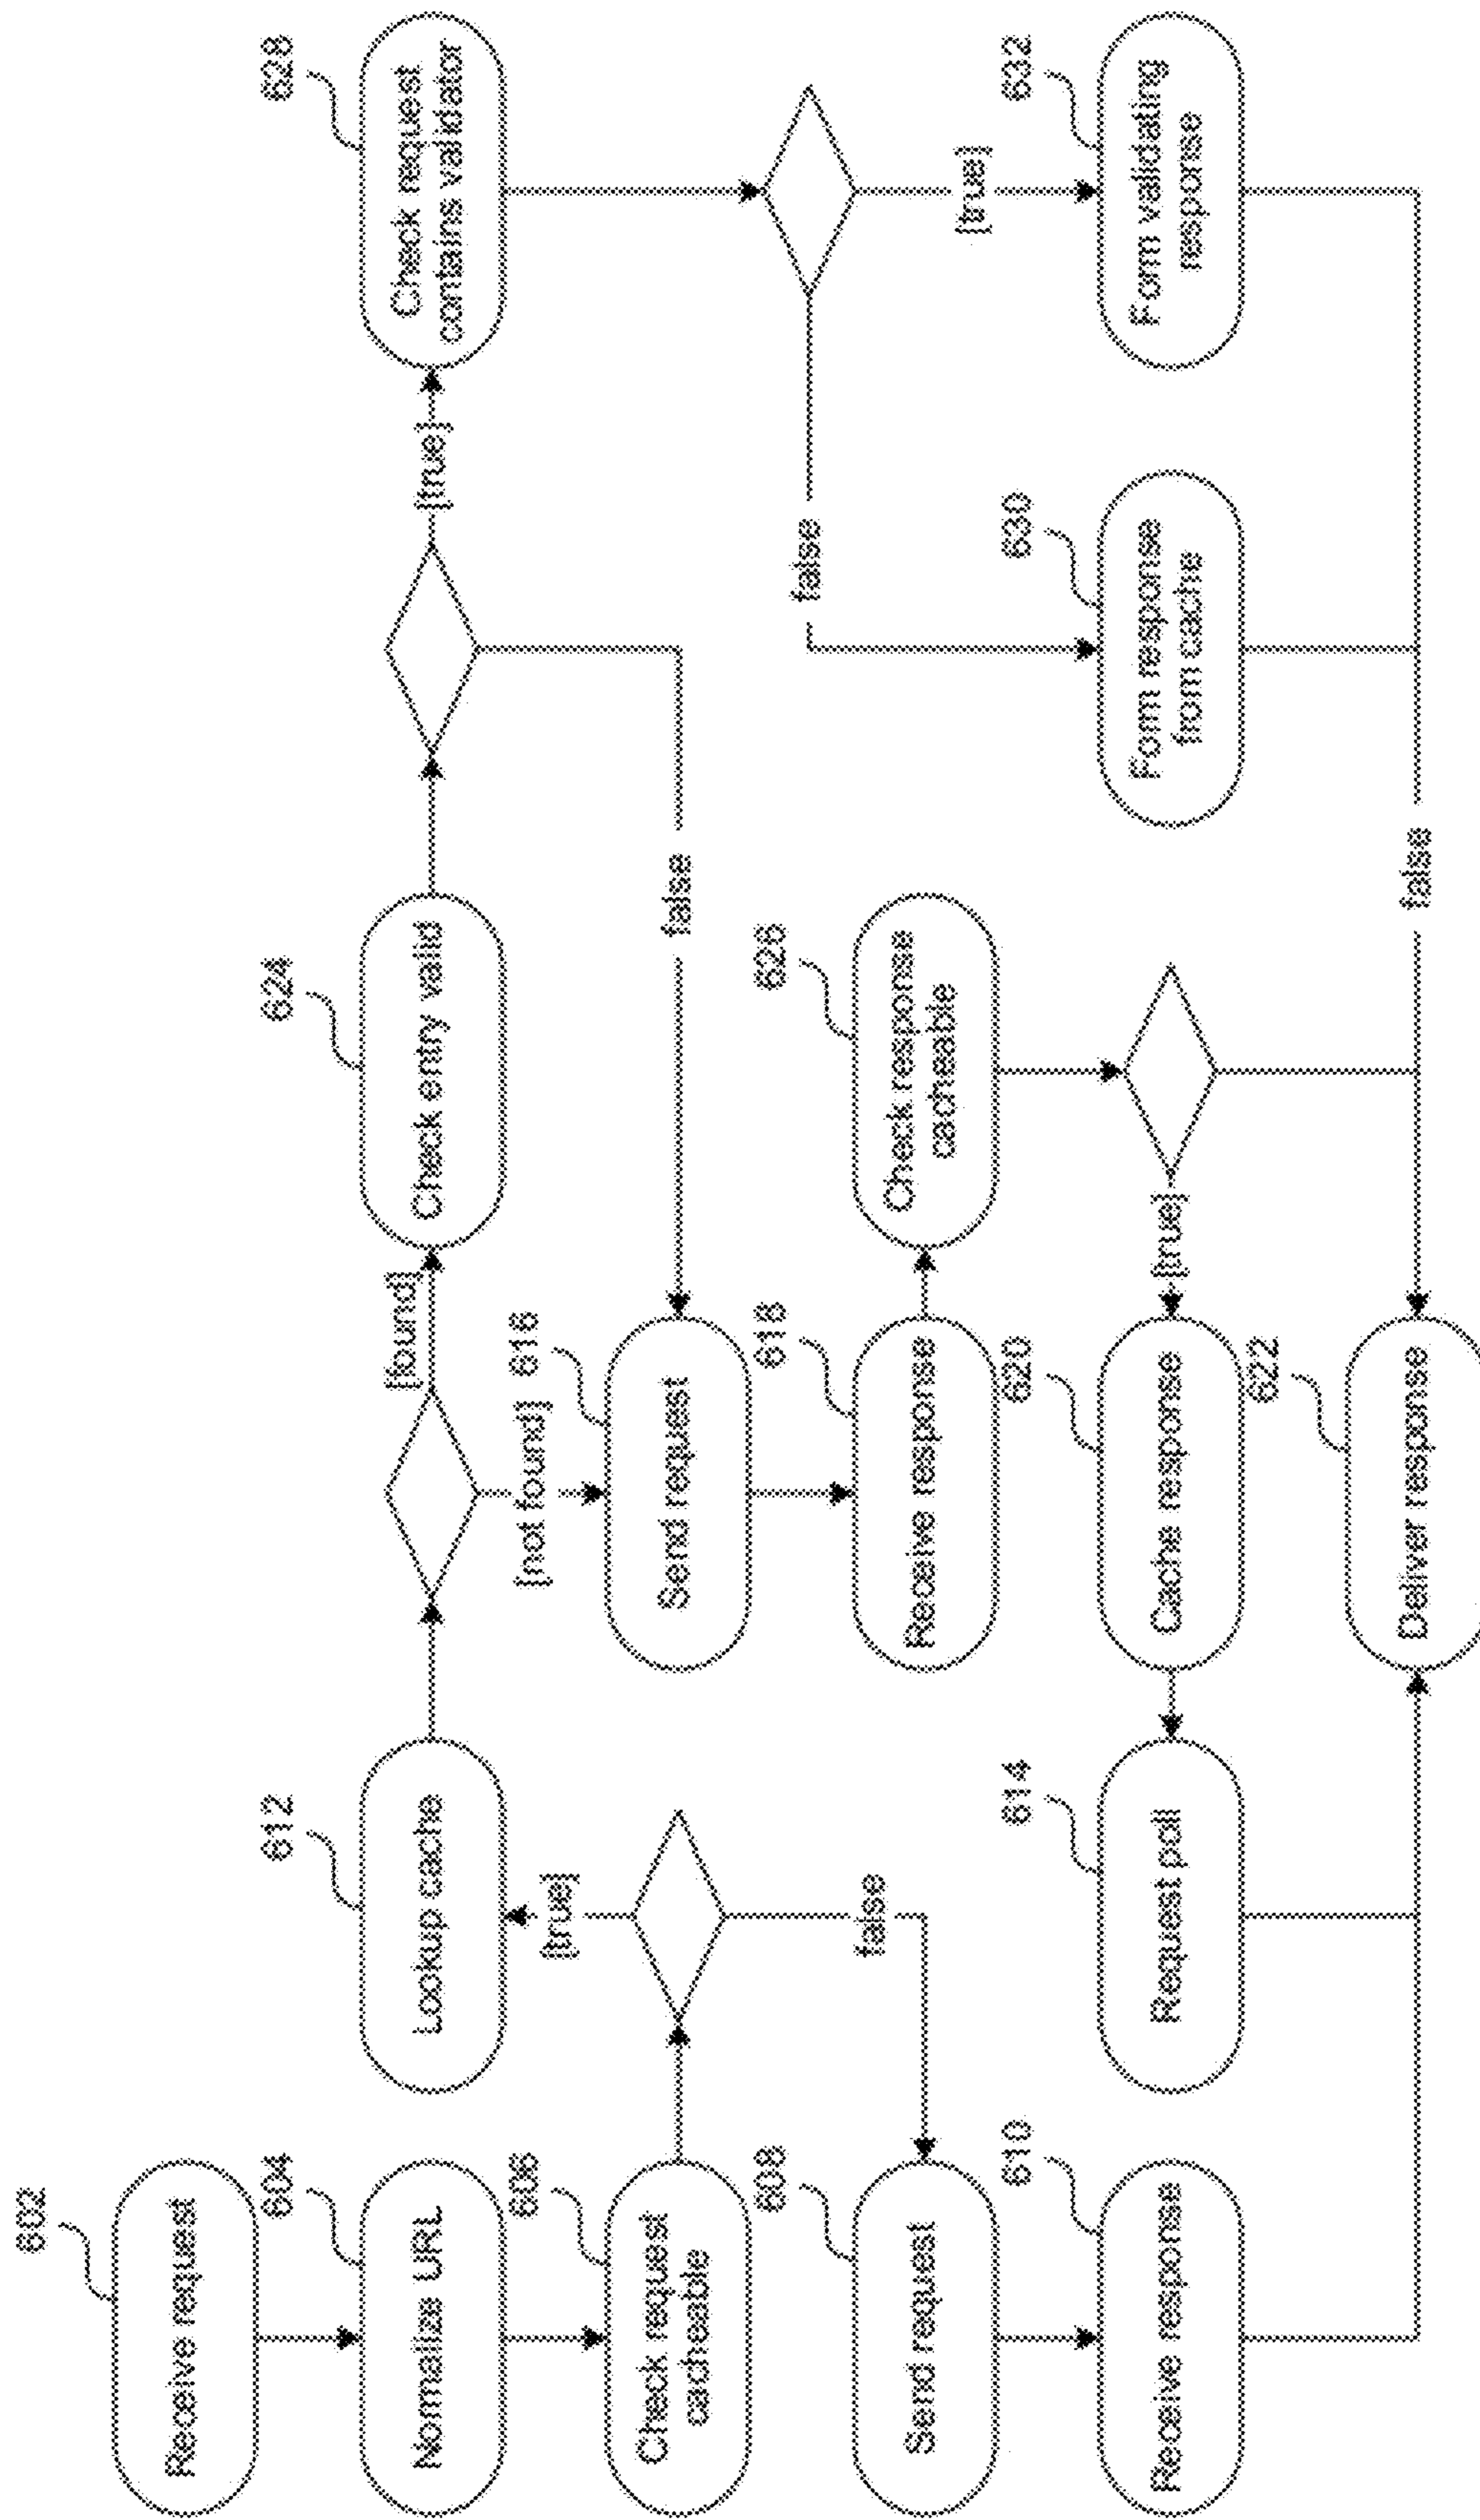 602
Receive request
604
Normalize URL
606
Check request
cacheable
[true]
false
608
Send request
610
Receive response
612
Lookup cache
[found]
[not found]
616
Send request
618
Receive response
620
Cache response
614
Request poll
622
Deliver response
624
Check entry valid
[true]
false
626
Check response
cacheable
[true]
false
628
Check request
contains validator
false
[true]
630
Form response
from cache
632
Form validating
response